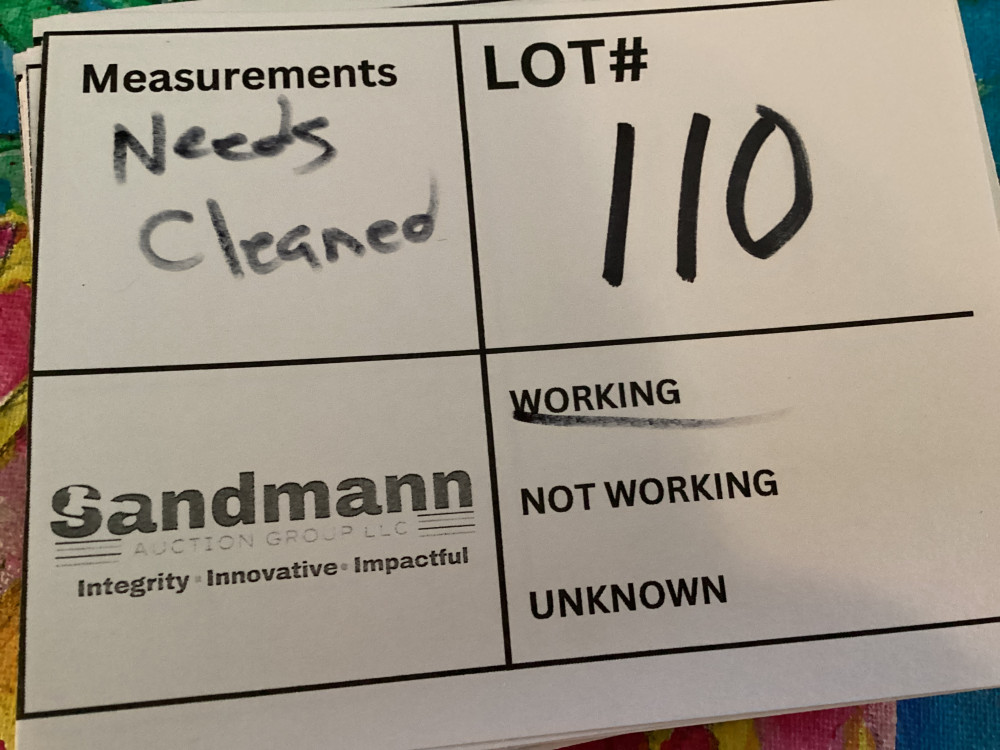 Measurements
Needs
Cleaned
LOT#
110
Sandmann
AUCTION GROUP LLC
Integrity • Innovative • Impactful
WORKING
NOT WORKING
UNKNOWN